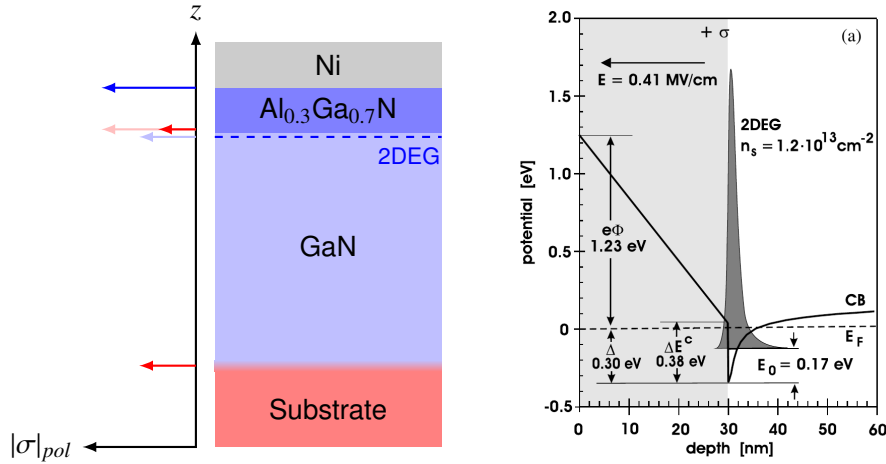 z
Ni
Al0.3Ga0.7N
2DEG
GaN
Substrate
|σ|pol
+ σ
(a)
2.0
1.5
1.0
0.5
0
-0.5
potential [eV]
E = 0.41 MV/cm
2DEG
nS = 1.2·10^13 cm^-2
eΦ
1.23 eV
CB
EF
Δ
0.30 eV
ΔE^c
0.38 eV
E0 = 0.17 eV
0 10 20 30 40 50 60
depth [nm]